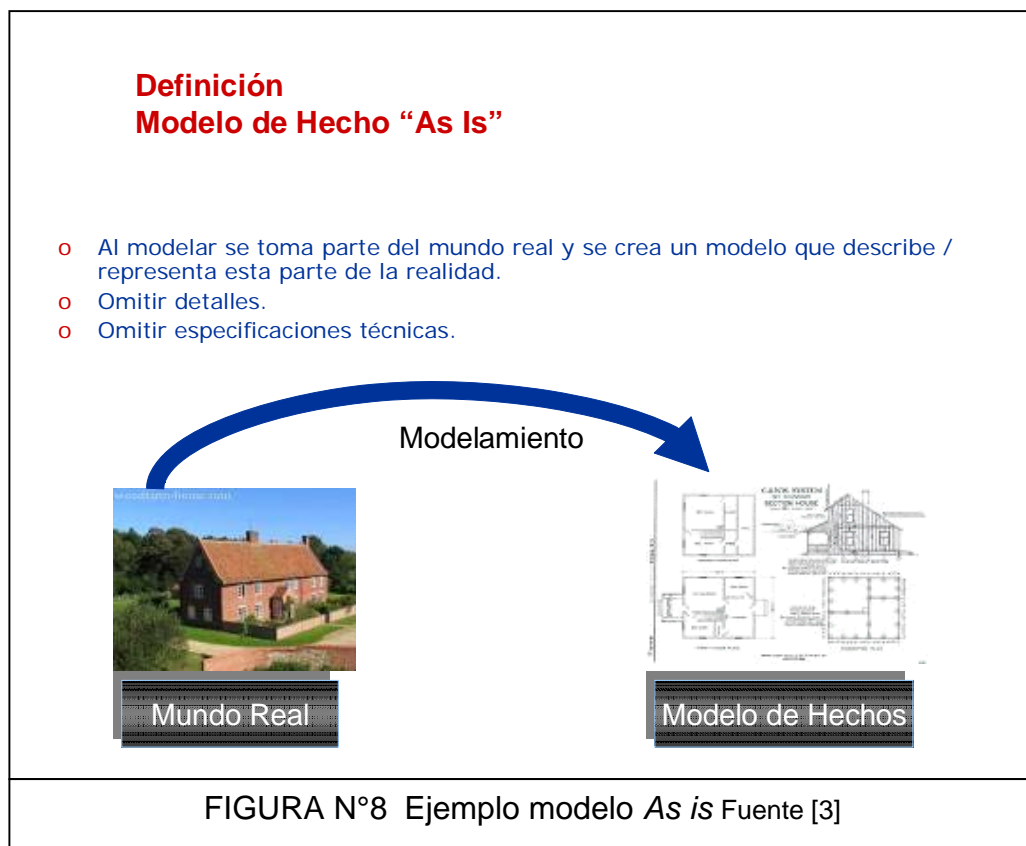 Definición
Modelo de Hecho “As Is”
o Al modelar se toma parte del mundo real y se crea un modelo que describe /
representa esta parte de la realidad.
o Omitir detalles.
o Omitir especificaciones técnicas.
Modelamiento
SECTION HOUSE
Mundo Real
Modelo de Hechos
FIGURA N°8 Ejemplo modelo As is Fuente [3]